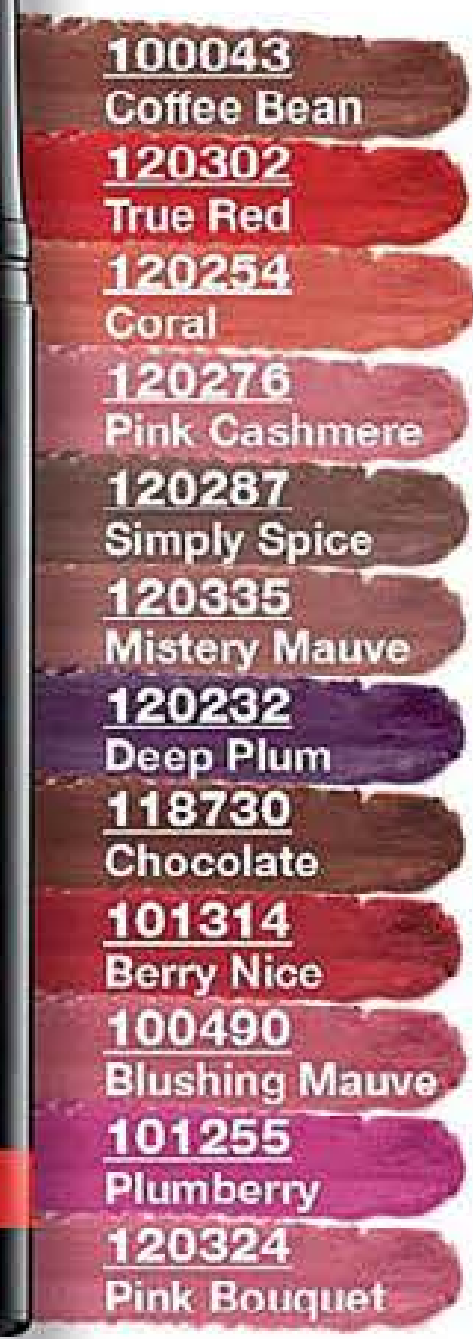 100043
Coffee Bean
120302
True Red
120254
Coral
120276
Pink Cashmere
120287
Simply Spice
120335
Mistery Mauve
120232
Deep Plum
118730
Chocolate
101314
Berry Nice
100490
Blushing Mauve
101255
Plumberry
120324
Pink Bouquet